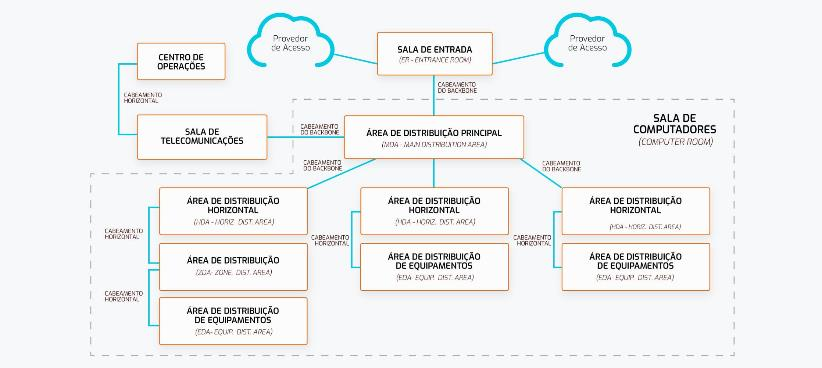 Provedor
de Acesso
Provedor
de Acesso
SALA DE ENTRADA
(ER - ENTRANCE ROOM)
CENTRO DE
OPERAÇÕES
CABEAMENTO
HORIZONTAL
CABEAMENTO
DO BACKBONE
SALA DE
TELECOMUNICAÇÕES
CABEAMENTO
DO BACKBONE
ÁREA DE DISTRIBUIÇÃO PRINCIPAL
(MDA - MAIN DISTRIBUITION AREA)
SALA DE
COMPUTADORES
(COMPUTER ROOM)
CABEAMENTO
DO BACKBONE
CABEAMENTO
DO BACKBONE
ÁREA DE DISTRIBUIÇÃO
HORIZONTAL
(HDA - HORIZ. DIST. AREA)
ÁREA DE DISTRIBUIÇÃO
HORIZONTAL
(HDA - HORIZ. DIST. AREA)
ÁREA DE DISTRIBUIÇÃO
HORIZONTAL
(HDA - HORIZ. DIST. AREA)
CABEAMENTO
HORIZONTAL
CABEAMENTO
HORIZONTAL
CABEAMENTO
HORIZONTAL
ÁREA DE DISTRIBUIÇÃO
(ZDA- ZONE. DIST. AREA)
ÁREA DE DISTRIBUIÇÃO
DE EQUIPAMENTOS
(EDA- EQUIP. DIST. AREA)
ÁREA DE DISTRIBUIÇÃO
DE EQUIPAMENTOS
(EDA- EQUIP. DIST. AREA)
CABEAMENTO
HORIZONTAL
ÁREA DE DISTRIBUIÇÃO
DE EQUIPAMENTOS
(EDA- EQUIP. DIST. AREA)